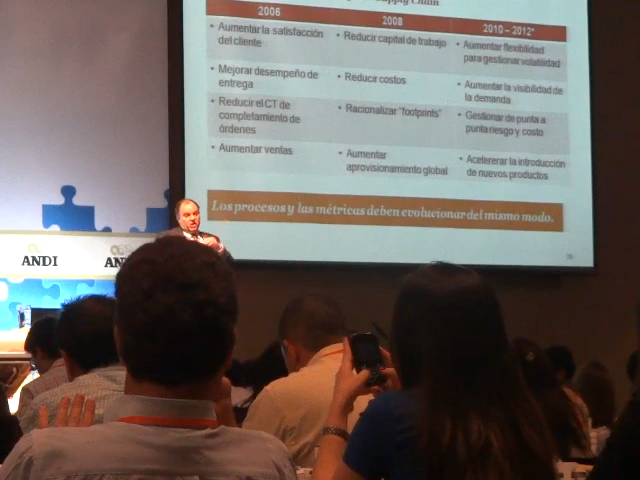 Supply Chain
2006 2008 2010 – 2012*
• Aumentar la satisfacción
del cliente
• Reducir capital de trabajo
• Aumentar flexibilidad
para gestionar volatilidad
• Mejorar desempeño de
entrega
• Reducir costos
• Aumentar la visibilidad de
la demanda
• Reducir el CT de
completamiento de
órdenes
• Racionalizar "footprints"
• Gestionar de punta a
punta riesgo y costo
• Aumentar ventas
• Aumentar
aprovisionamiento global
• Acelererar la introducción
de nuevos productos
Los procesos y las métricas deben evolucionar del mismo modo.
ANDI